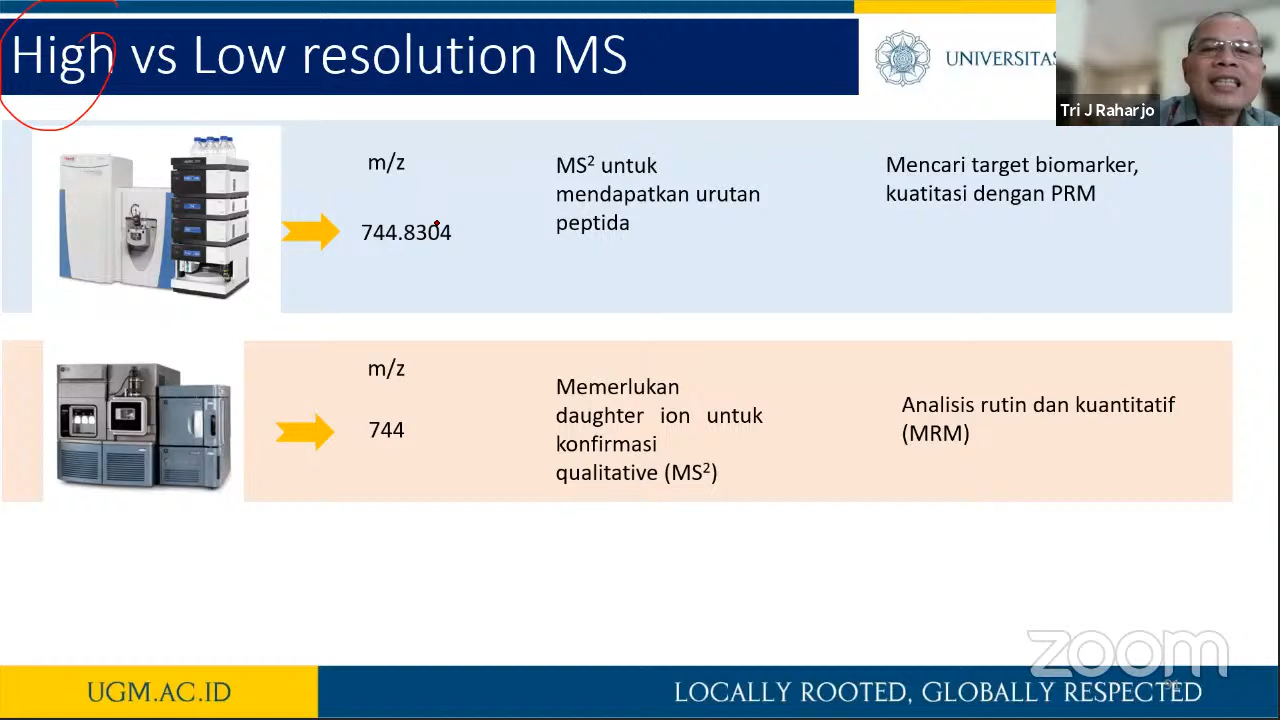 High vs Low resolution MS
UNIVERSITAS
Tri J Raharjo
m/z
744.8304
MS² untuk
mendapatkan urutan
peptida
Mencari target biomarker,
kuatitasi dengan PRM
m/z
744
Memerlukan
daughter ion untuk
konfirmasi
qualitative (MS²)
Analisis rutin dan kuantitatif
(MRM)
zoom
UGM.AC.ID
LOCALLY ROOTED, GLOBALLY RESPECTED